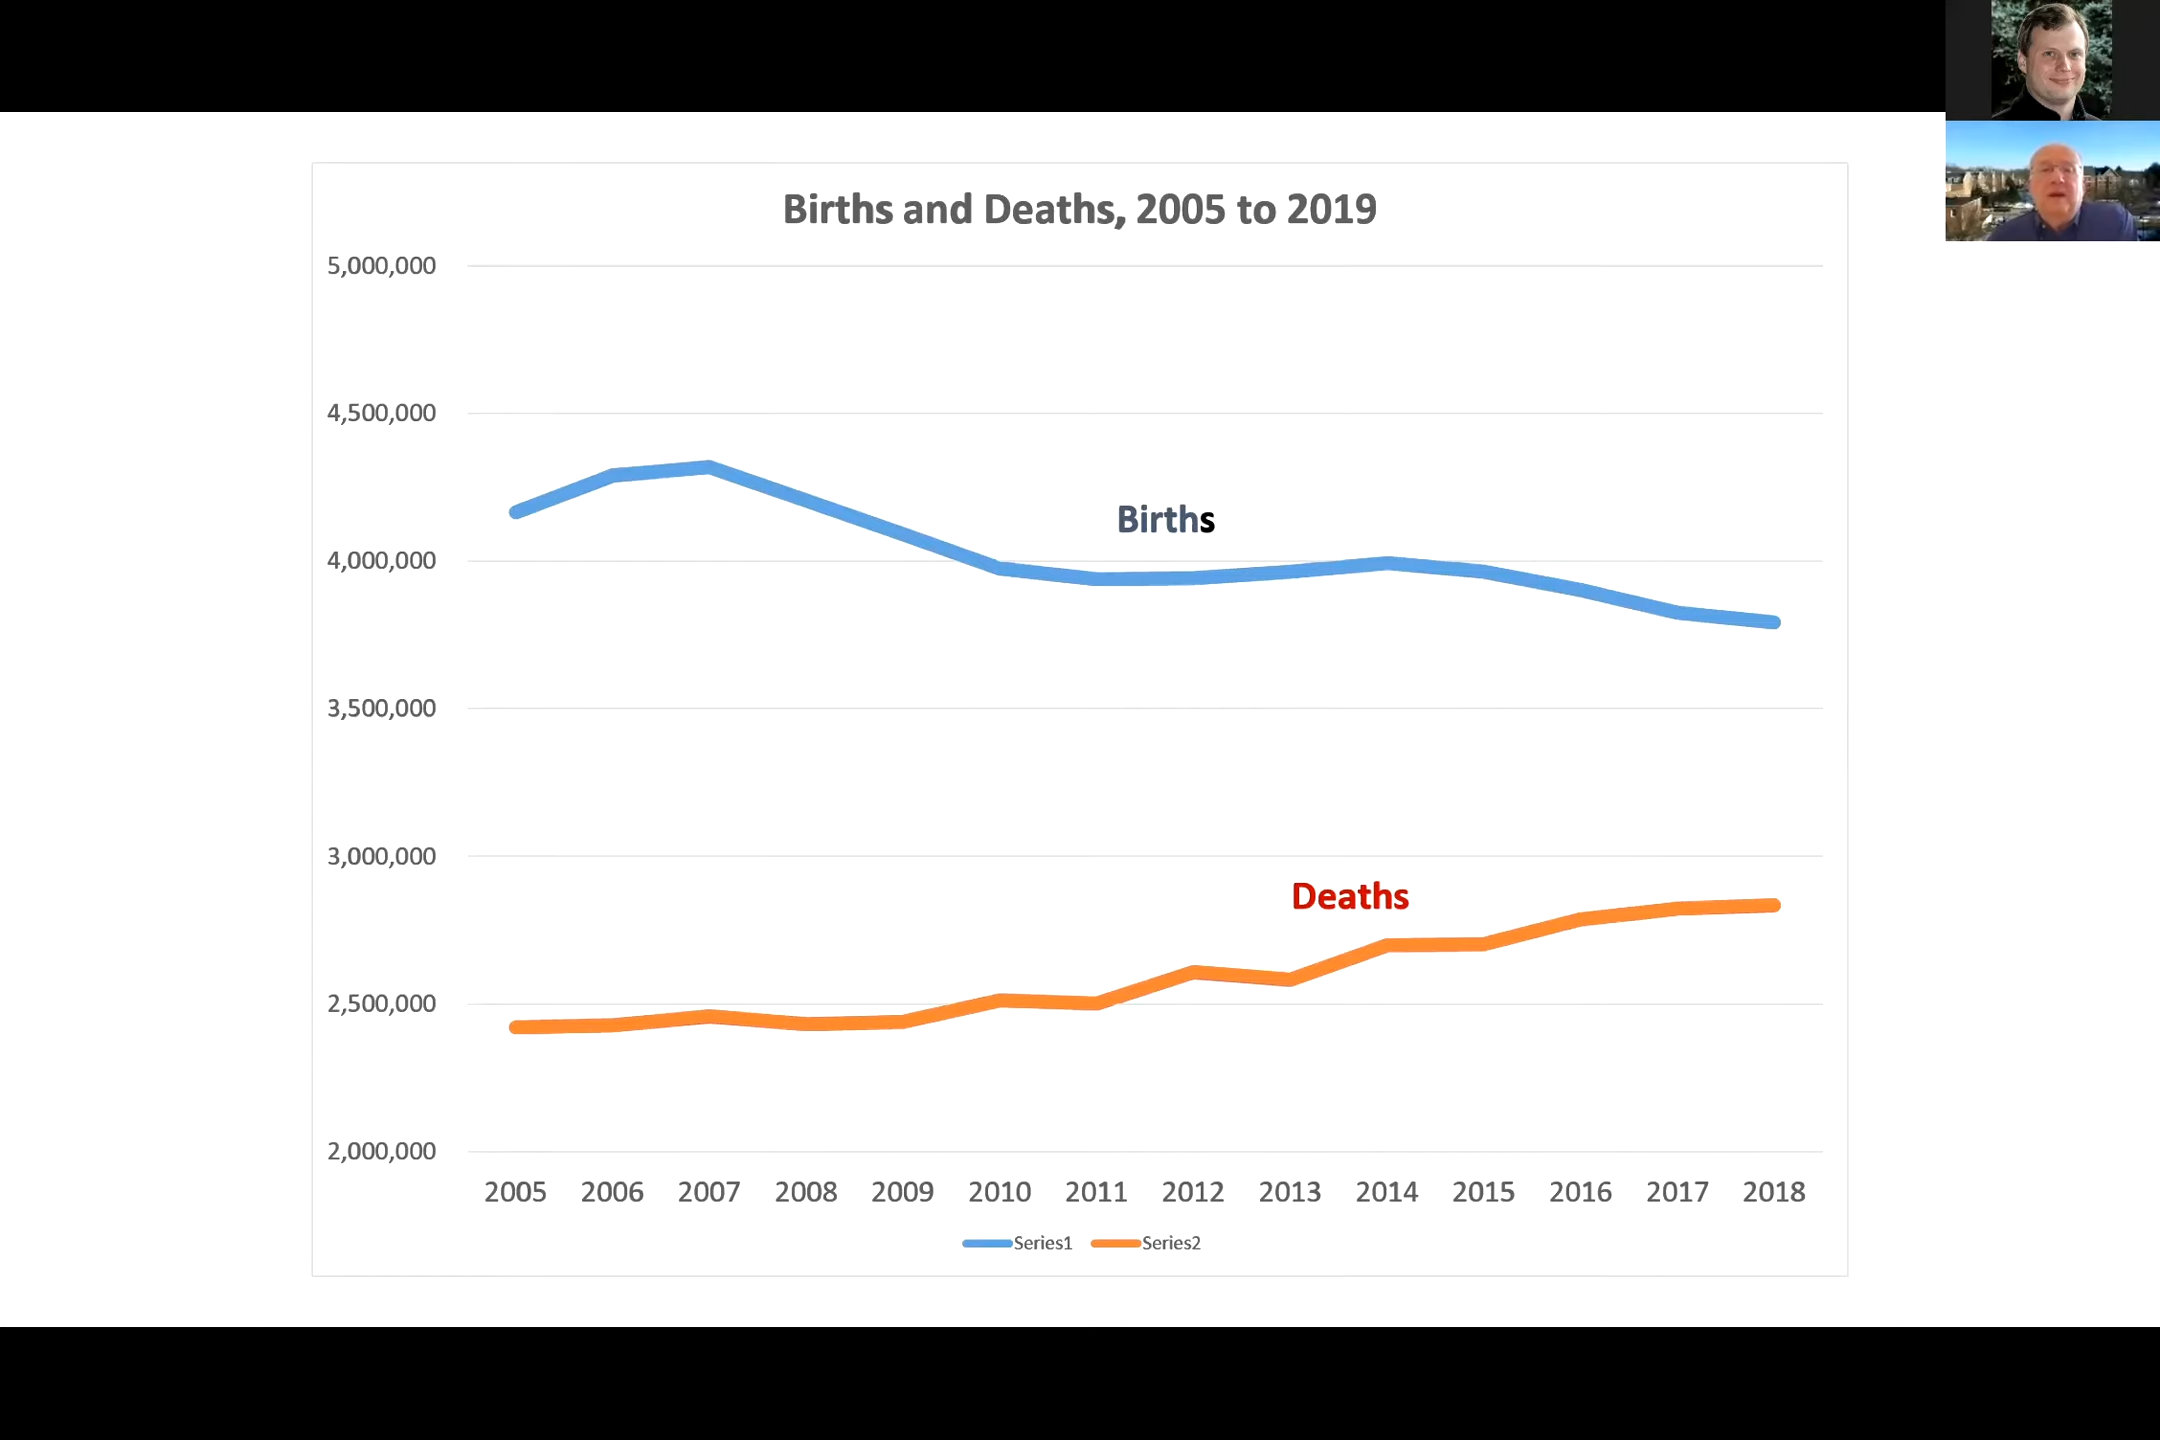 Births and Deaths, 2005 to 2019
5,000,000
4,500,000
Births
4,000,000
3,500,000
3,000,000
Deaths
2,500,000
2,000,000
2005 2006 2007 2008 2009 2010 2011 2012 2013 2014 2015 2016 2017 2018
Series1 Series2